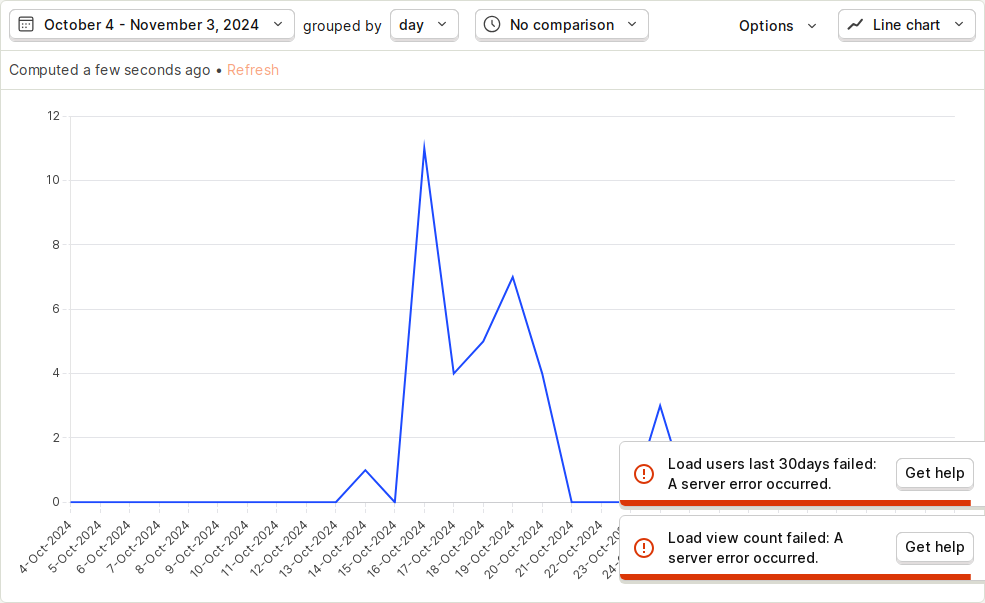 October 4 - November 3, 2024 grouped by day No comparison Options Line chart
Computed a few seconds ago • Refresh
12
10
8
6
4
2
0
4-Oct-2024 5-Oct-2024 6-Oct-2024 7-Oct-2024 8-Oct-2024 9-Oct-2024 10-Oct-2024 11-Oct-2024 12-Oct-2024 13-Oct-2024 14-Oct-2024 15-Oct-2024 16-Oct-2024 17-Oct-2024 18-Oct-2024 19-Oct-2024 20-Oct-2024 21-Oct-2024 22-Oct-2024 23-Oct-20 24-
Load users last 30days failed:
A server error occurred.
Get help
Load view count failed: A
server error occurred.
Get help